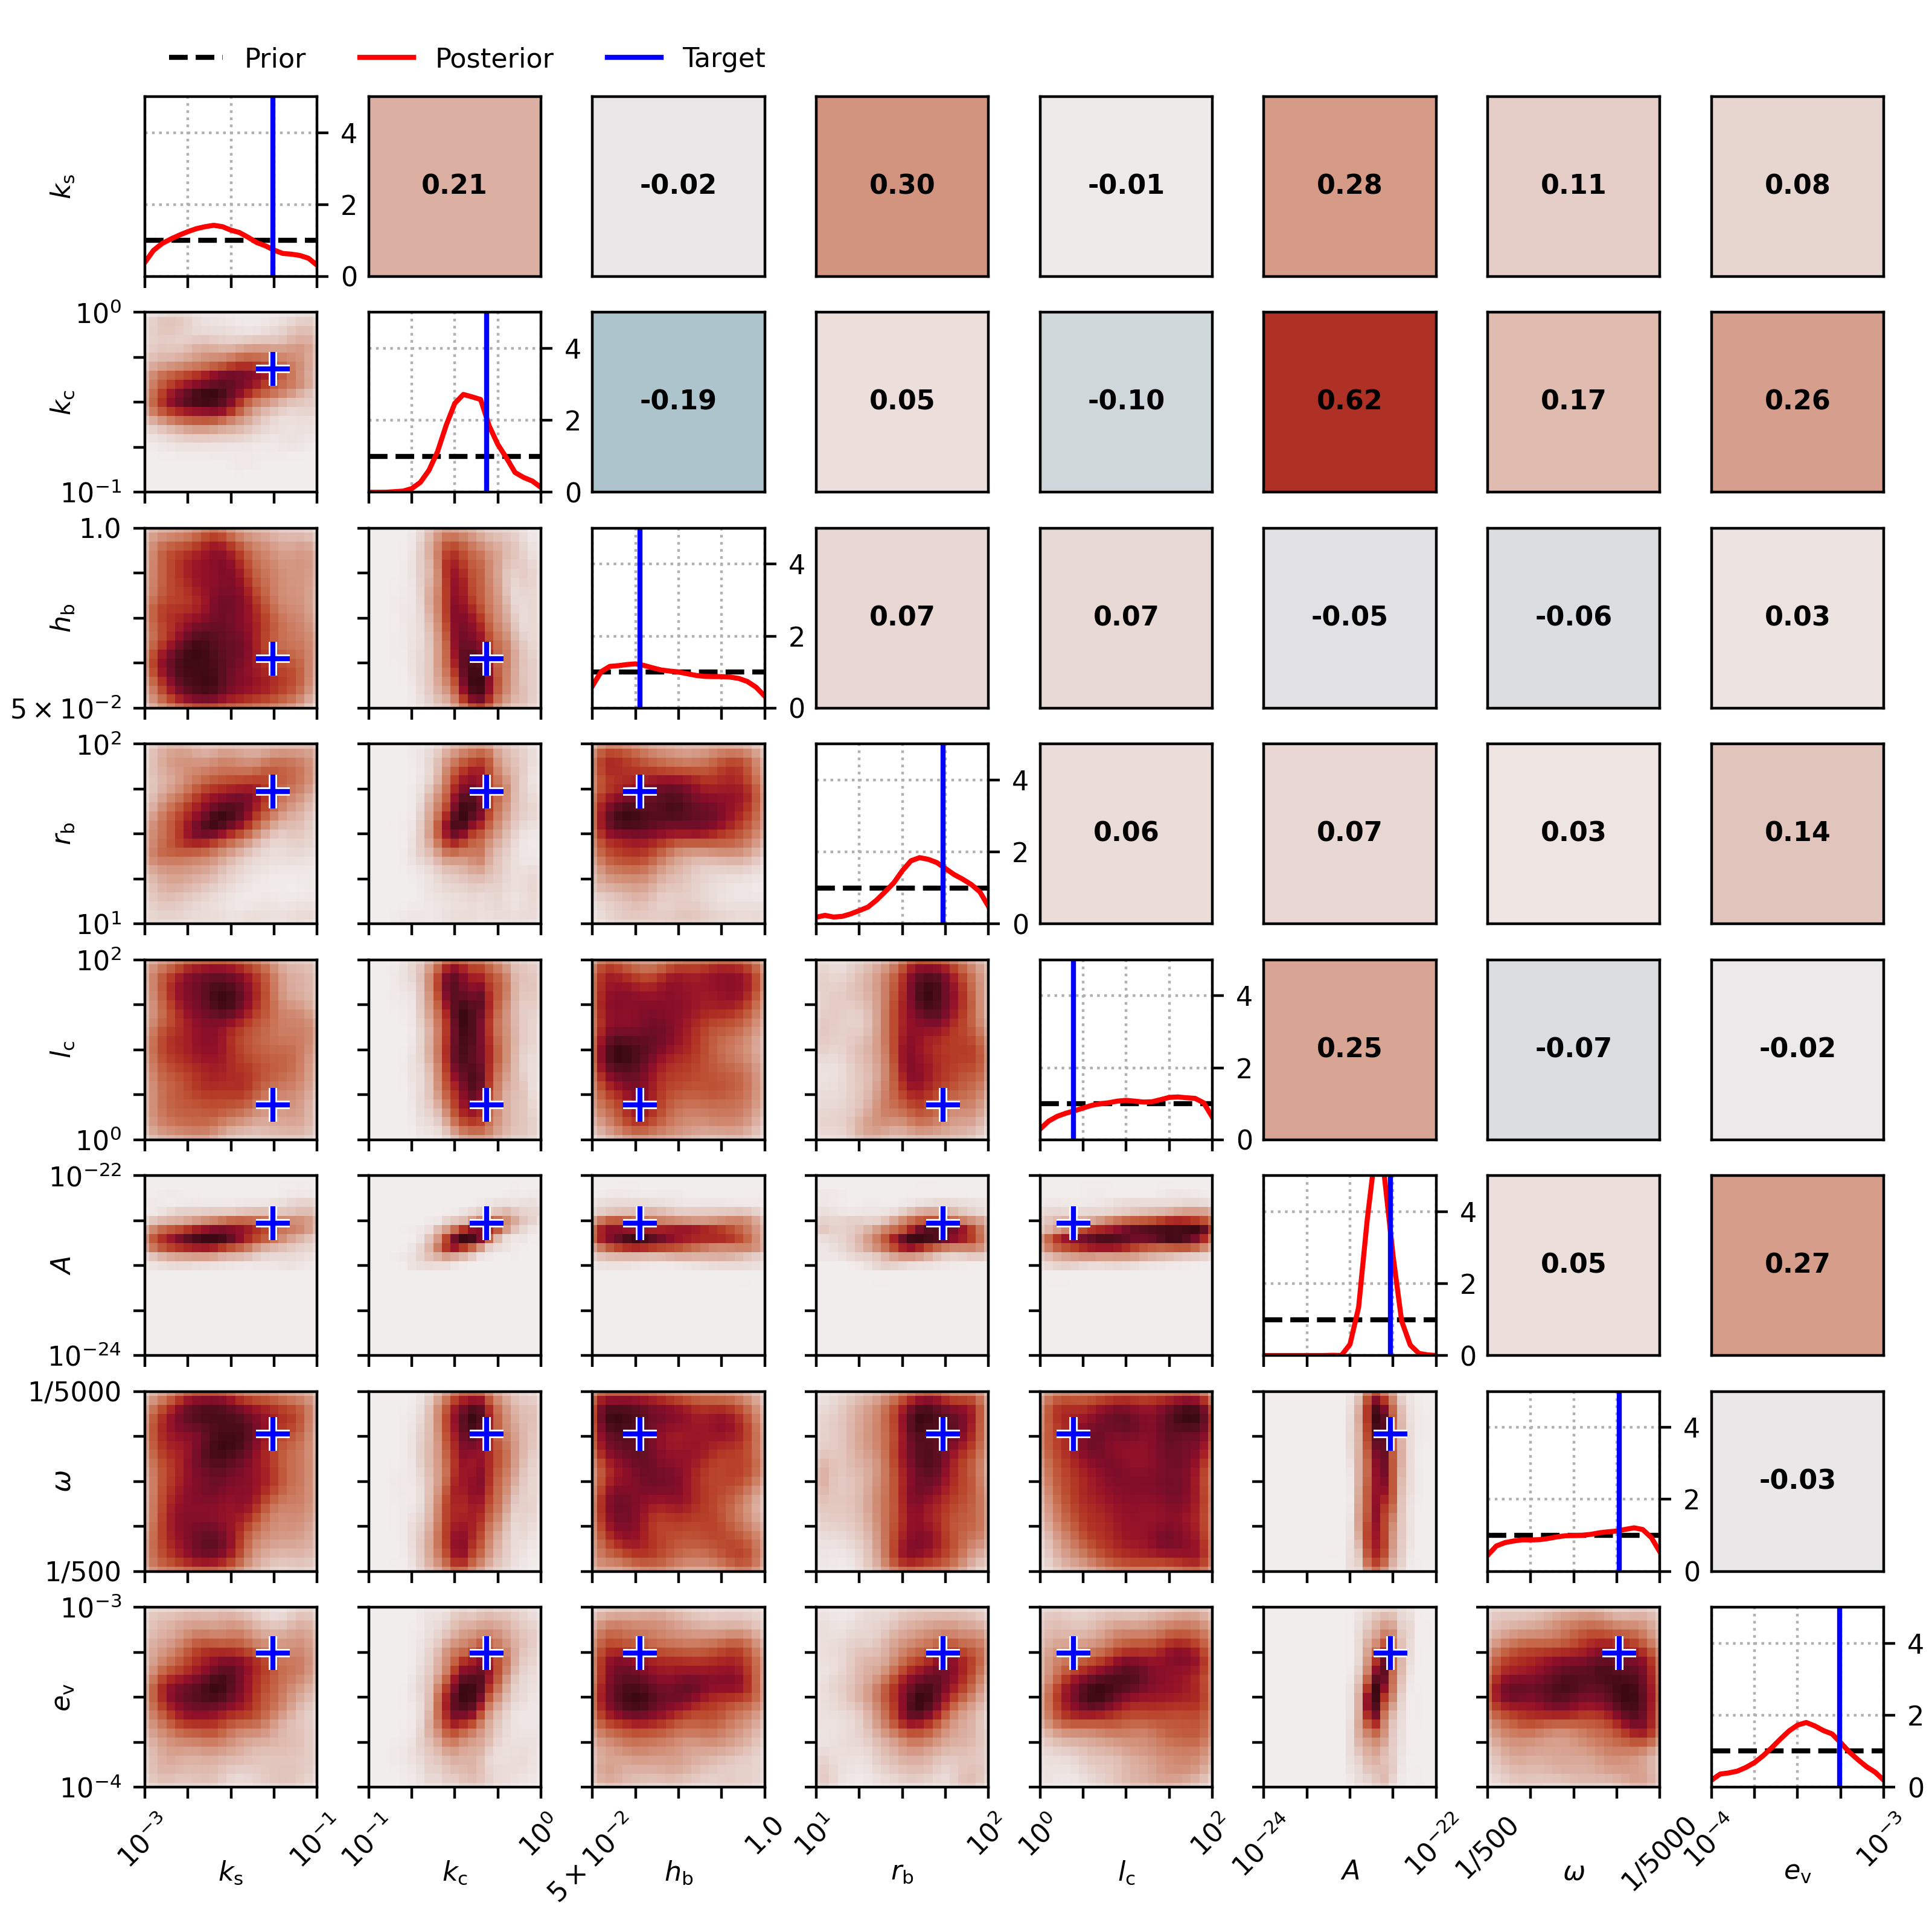 Prior Posterior Target
k_s 4 2 0 0.21 -0.02 0.30 -0.01 0.28 0.11 0.08
10^0 k_c 10^-1 4 2 0 -0.19 0.05 -0.10 0.62 0.17 0.26
1.0 h_b 5 × 10^-2 4 2 0 0.07 0.07 -0.05 -0.06 0.03
10^2 r_b 10^1 4 2 0 0.06 0.07 0.03 0.14
10^2 l_c 10^0 4 2 0 0.25 -0.07 -0.02
10^-22 A 10^-24 4 2 0 0.05 0.27
1/5000 ω 1/500 4 2 0 -0.03
10^-3 e_v 10^-4 4 2 0
10^-3 10^-1 10^-1 10^0 5 × 10^-2 1.0 10^1 10^2 10^0 10^2 10^-24 10^-22 1/500 1/5000 10^-4 10^-3
k_s k_c h_b r_b l_c A ω e_v